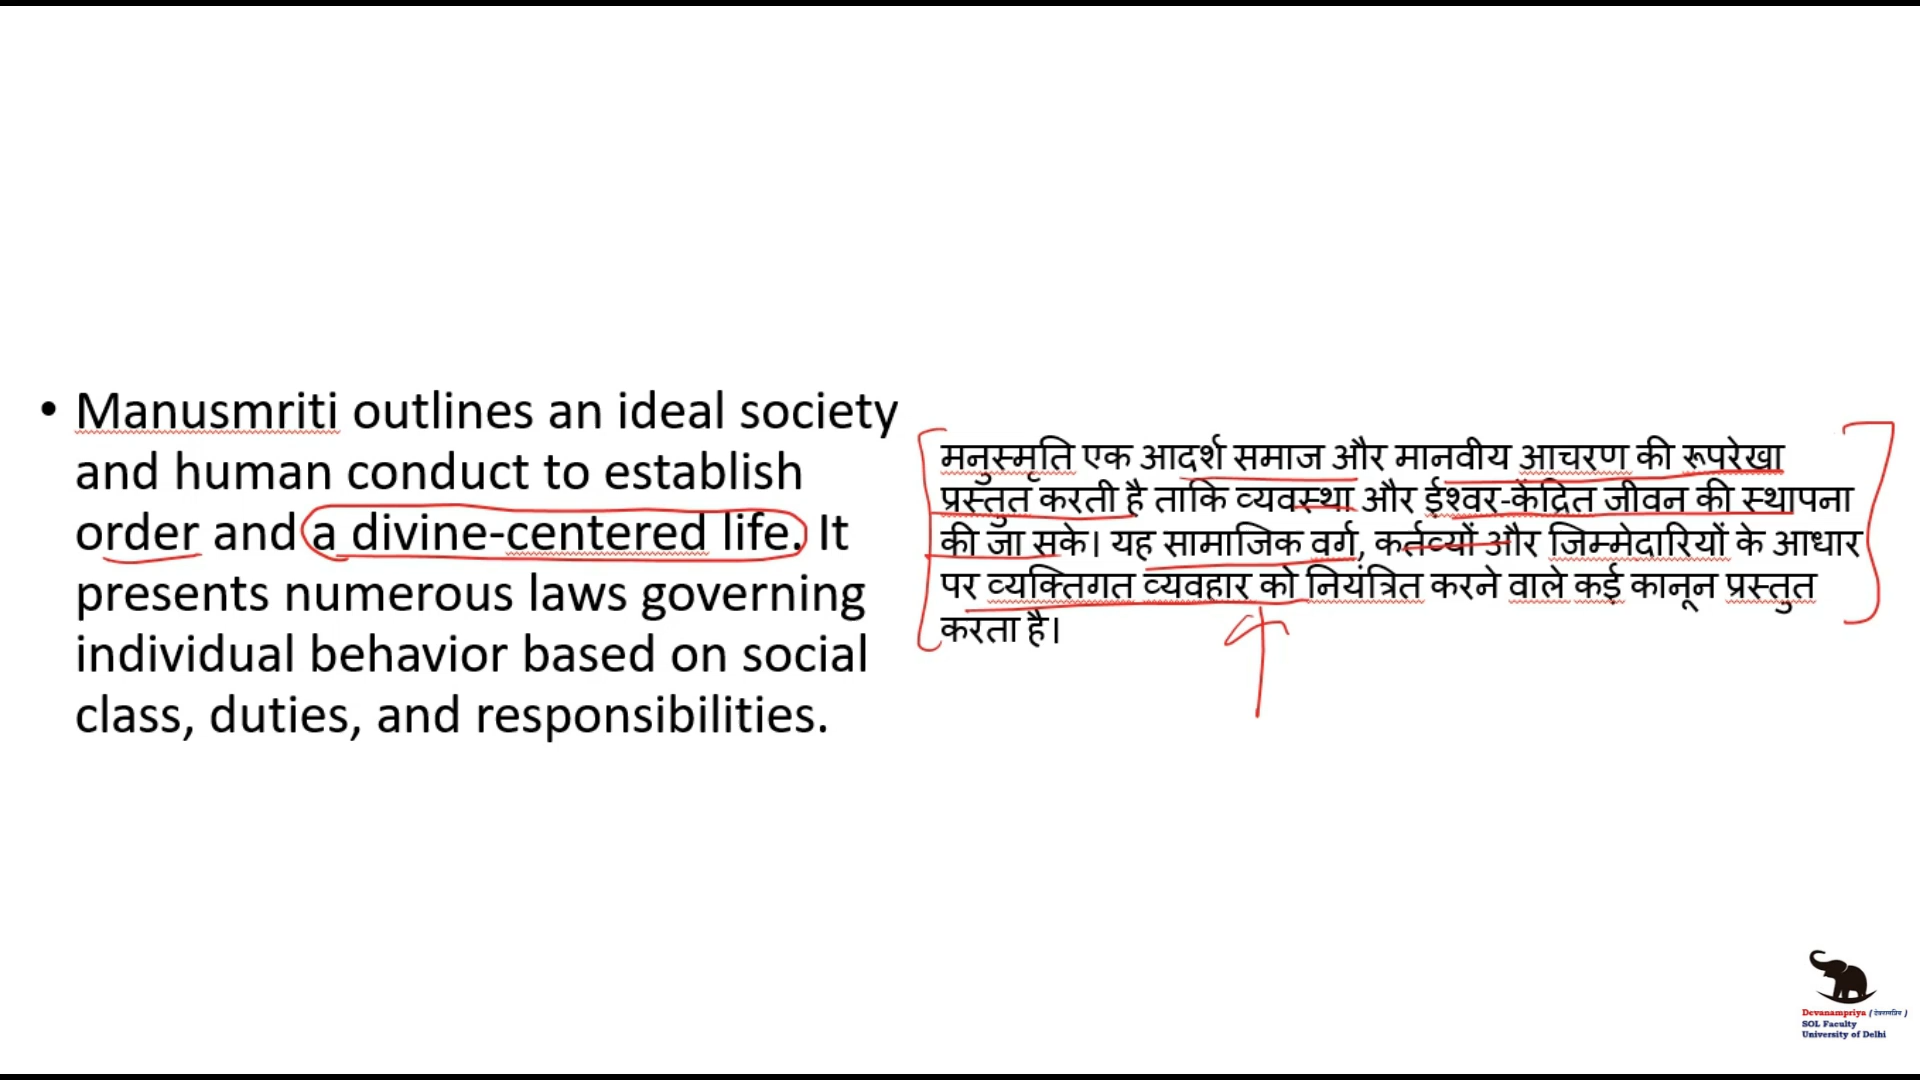 • Manusmriti outlines an ideal society
and human conduct to establish
order and a divine-centered life. It
presents numerous laws governing
individual behavior based on social
class, duties, and responsibilities.
मनुस्मृति एक आदर्श समाज और मानवीय आचरण की रूपरेखा
प्रस्तुत करती है ताकि व्यवस्था और ईश्वर-केंद्रित जीवन की स्थापना
की जा सके। यह सामाजिक वर्ग, कर्तव्यों और जिम्मेदारियों के आधार
पर व्यक्तिगत व्यवहार को नियंत्रित करने वाले कई कानून प्रस्तुत
करता है।
Devanampriya
SOL Faculty
University of Delhi